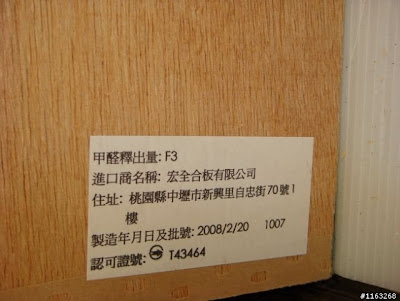 甲醛釋出量: F3
進口商名稱: 宏全合板有限公司
住址: 桃園縣中壢市新興里自忠街70號1
樓
製造年月日及批號: 2008/2/20 1007
認可證號: T43464
#1163268